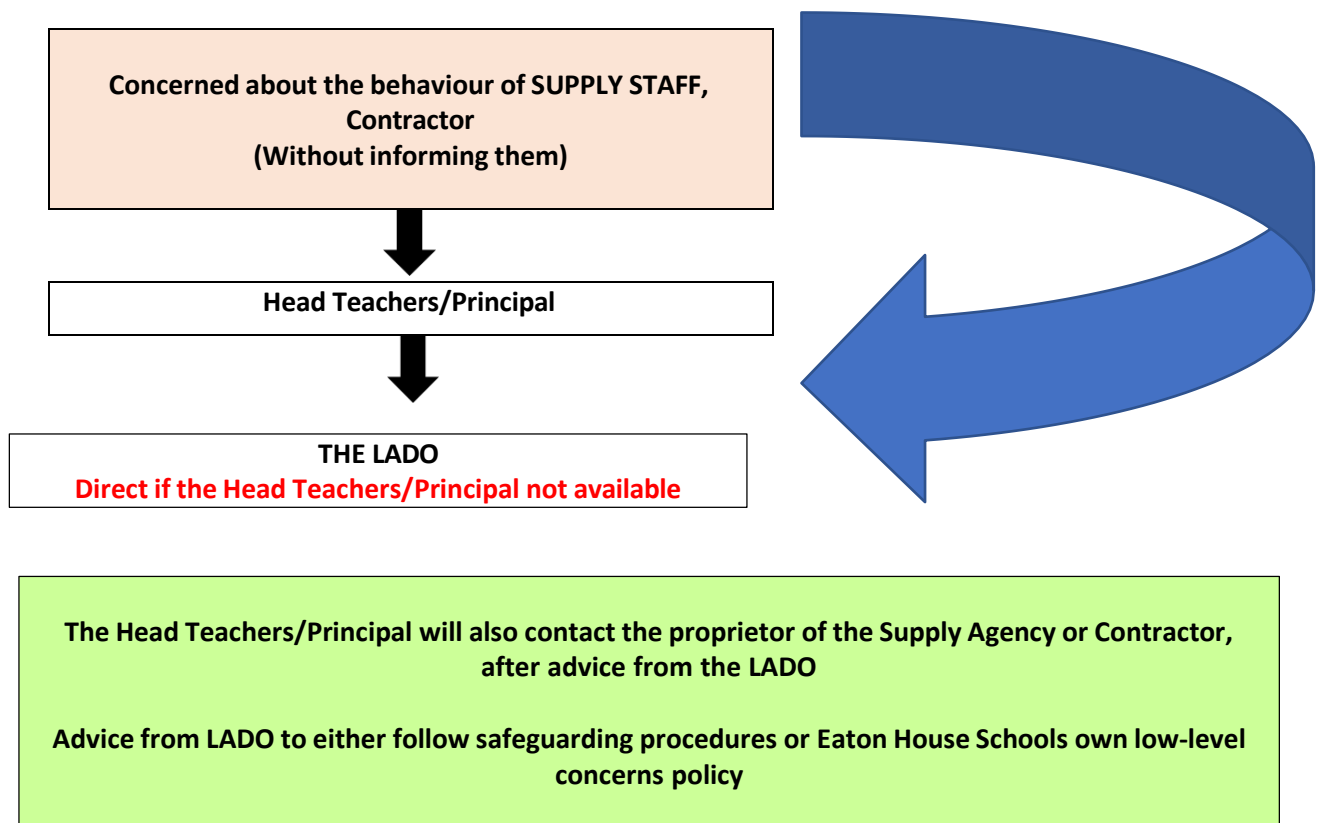 Concerned about the behaviour of SUPPLY STAFF,
Contractor
(Without informing them)
Head Teachers/Principal
THE LADO
Direct if the Head Teachers/Principal not available
The Head Teachers/Principal will also contact the proprietor of the Supply Agency or Contractor,
after advice from the LADO
Advice from LADO to either follow safeguarding procedures or Eaton House Schools own low-level
concerns policy